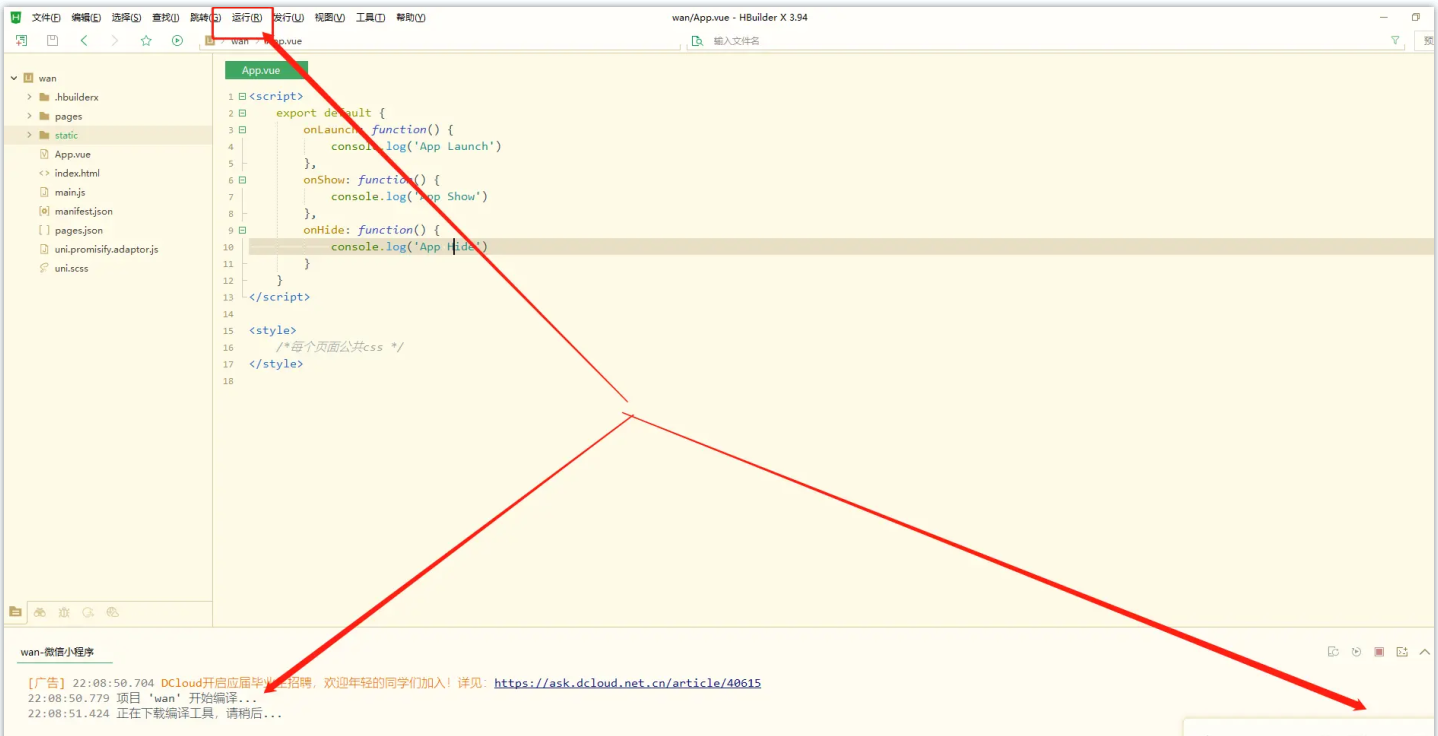 文件(F) 编辑(E) 选择(S) 查找(I) 跳转(G) 运行(R) 发行(U) 视图(V) 工具(T) 帮助(Y)
wan/App.vue - HBuilder X 3.94
wan
输入文件名
预
wan
.hbuilderx
pages
static
App.vue
index.html
main.js
manifest.json
pages.json
uni.promisify.adaptor.js
uni.scss
App.vue
1 <script>
2 export default {
3 onLaunch: function() {
4 console.log('App Launch')
5 },
6 onShow: function() {
7 console.log('App Show')
8 },
9 onHide: function() {
10 console.log('App Hide')
11 }
12 }
13 </script>
14
15 <style>
16 /*每个页面公共css */
17 </style>
18
wan-微信小程序
[广告] 22:08:50.704 DCloud开启应届毕业生招聘，欢迎年轻的同学们加入！详见：https://ask.dcloud.net.cn/article/40615
22:08:50.779 项目 'wan' 开始编译...
22:08:51.424 正在下载编译工具，请稍后...